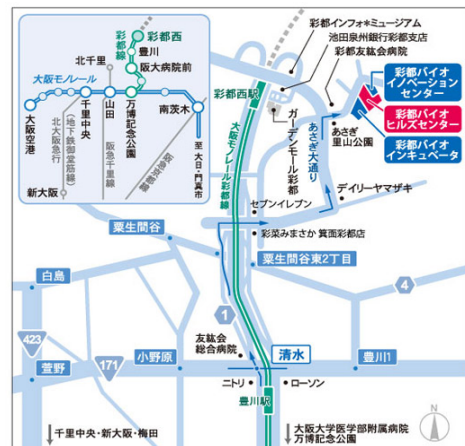 彩都西
彩都線
豊川
阪大病院前
北千里
大阪モノレール
大阪空港
千里中央
山田
万博記念公園
南茨木
(地下鉄御堂筋線)
北大阪急行
阪急千里線
阪急京都線
至 大日・門真市
新大阪
彩都インフォ*ミュージアム
池田泉州銀行彩都支店
彩都友紘会病院
彩都西駅
ガーデンモール彩都
あさぎ大通り
あさぎ
里山公園
彩都バイオ
イノベーション
センター
彩都バイオ
ヒルズセンター
彩都バイオ
インキュベータ
大阪モノレール彩都線
デイリーヤマザキ
セブンイレブン
彩菜みまさか 箕面彩都店
粟生間谷
粟生間谷東2丁目
白島
4
1
423
171
萱野
小野原
友紘会
総合病院
清水
豊川1
ニトリ
ローソン
豊川駅
千里中央・新大阪・梅田
大阪大学医学部附属病院
万博記念公園
N